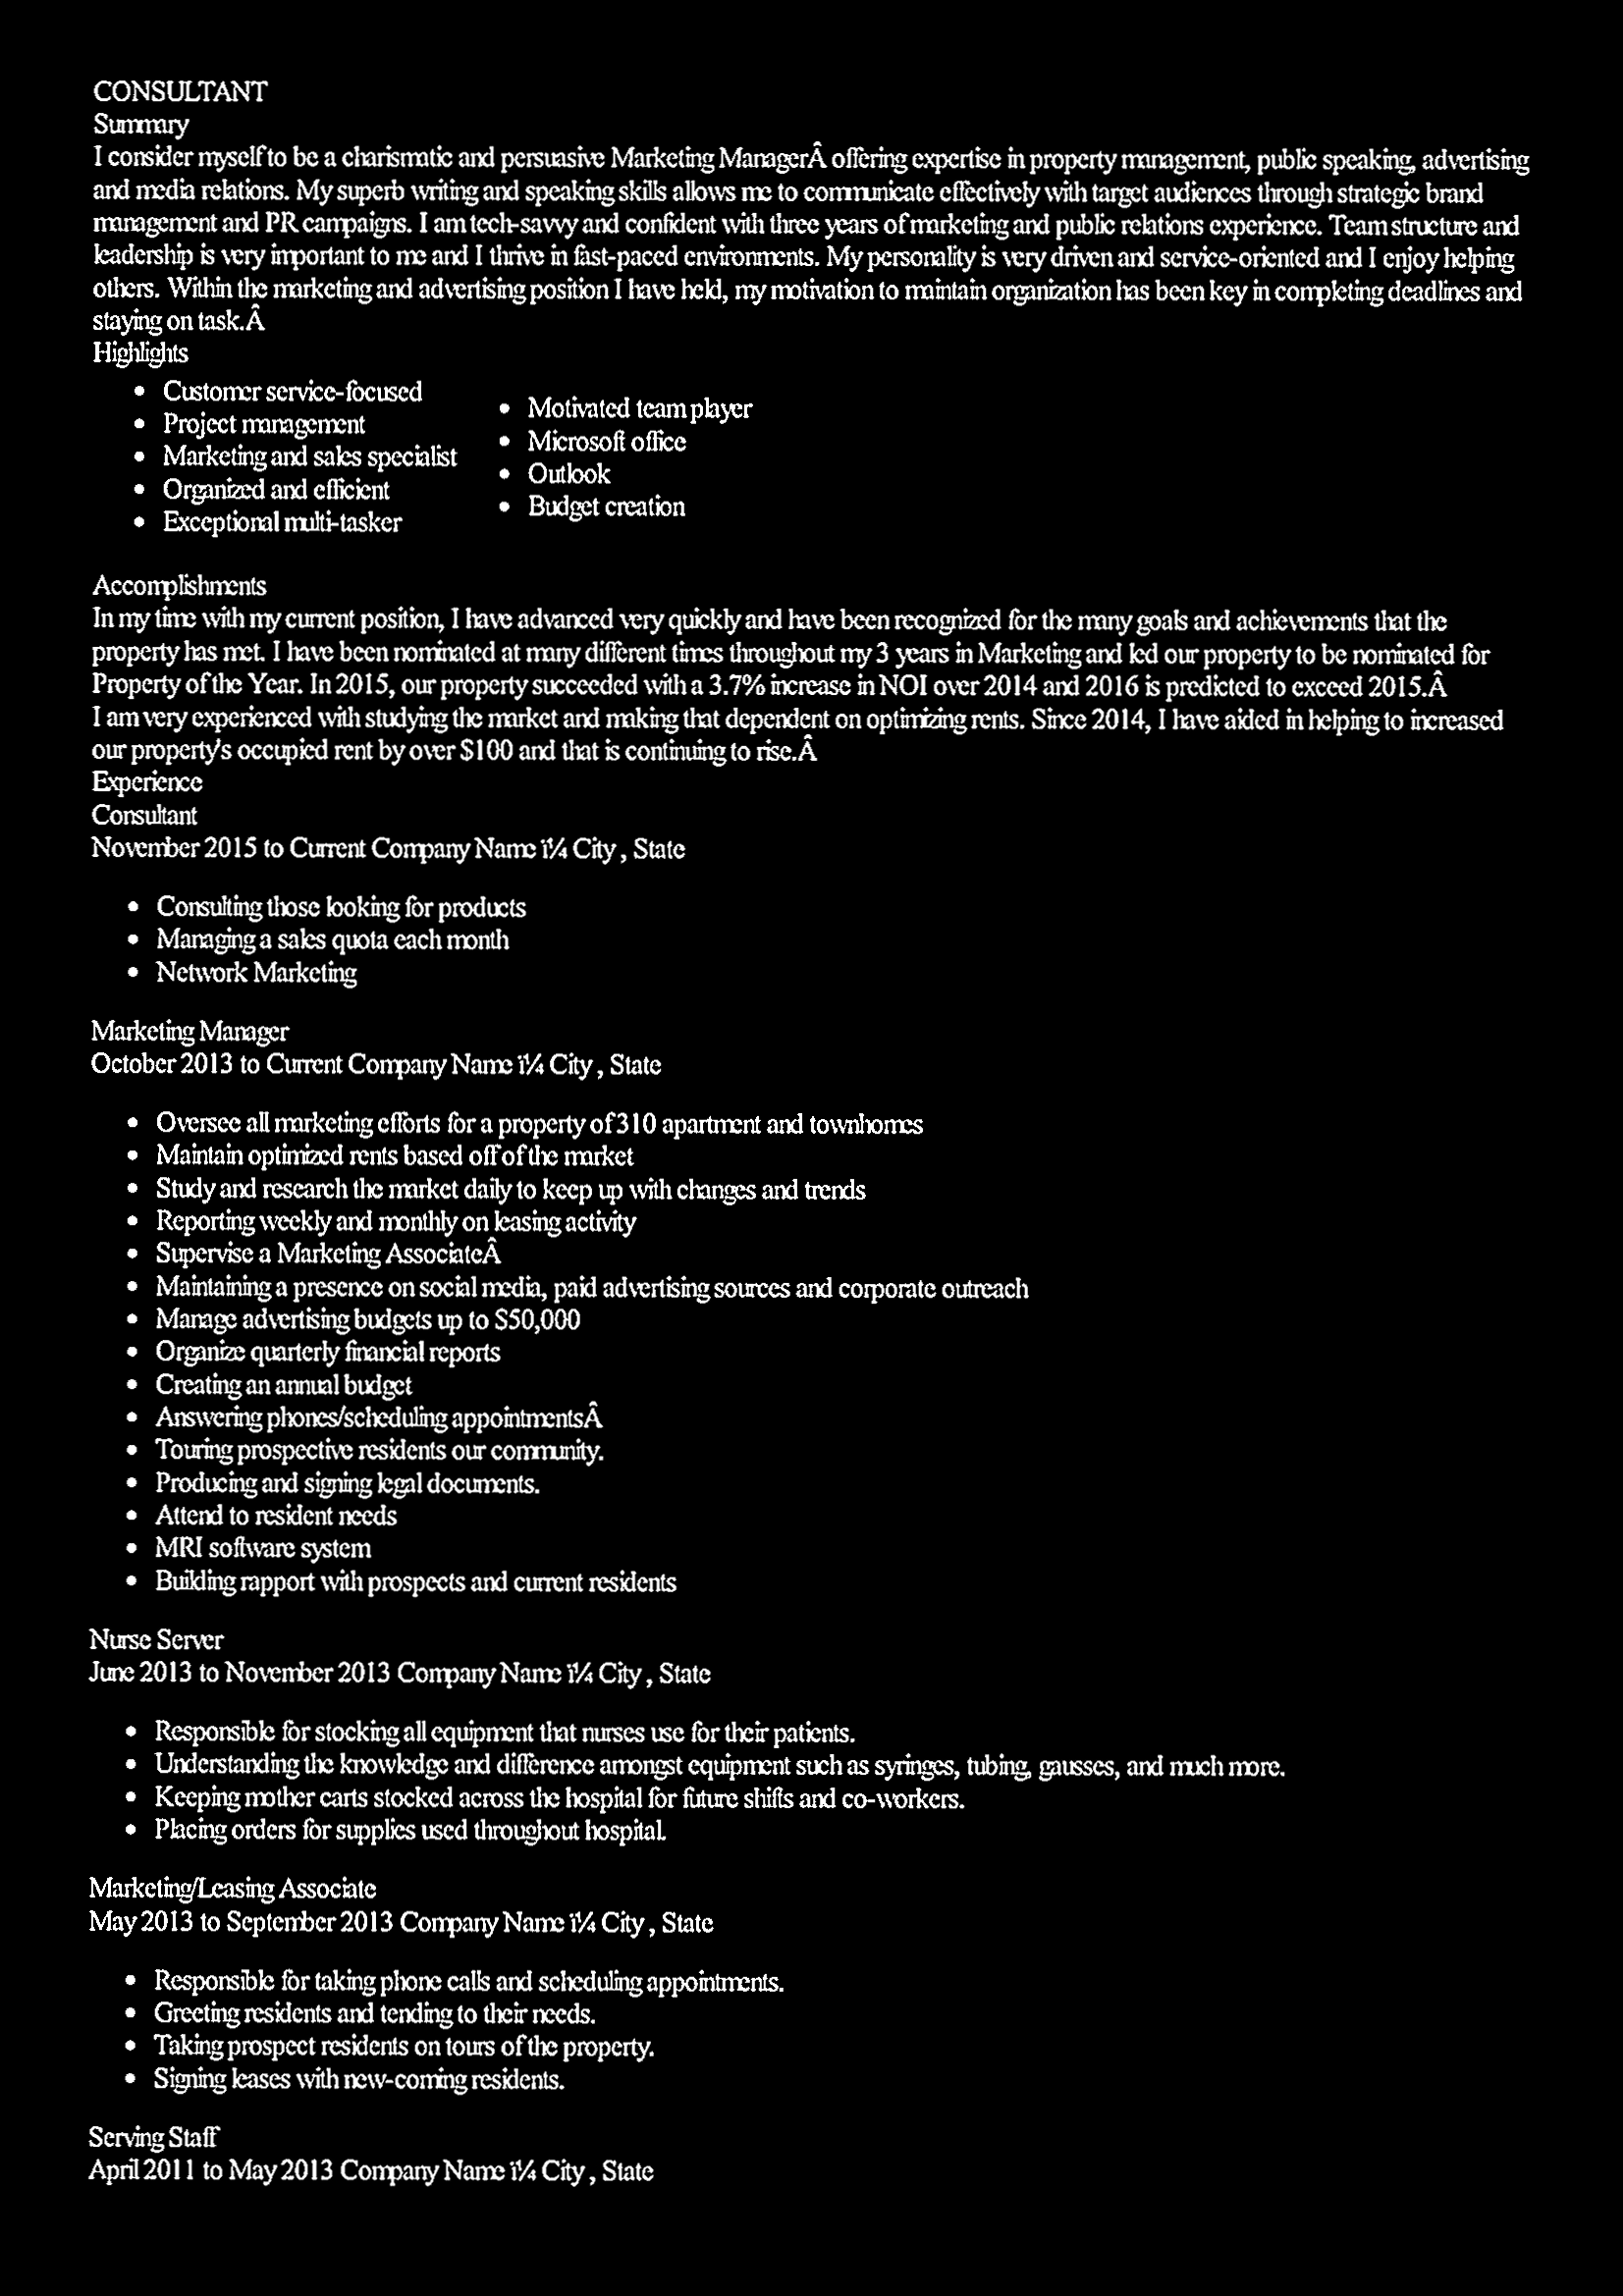 CONSULTANT
Summary
I consider myself to be a charismatic and persuasive Marketing ManagerÂ offering expertise in property management, public speaking, advertising
and media relations. My superb writing and speaking skills allows me to communicate effectively with target audiences through strategic brand
management and PR campaigns. I am tech-savvy and confident with three years of marketing and public relations experience. Team structure and
leadership is very important to me and I thrive in fast-paced environments. My personality is very driven and service-oriented and I enjoy helping
others. Within the marketing and advertising position I have held, my motivation to maintain organization has been key in completing deadlines and
staying on task.Â
Highlights
• Customer service-focused
• Project management
• Marketing and sales specialist
• Organized and efficient
• Exceptional multi-tasker
• Motivated team player
• Microsoft office
• Outlook
• Budget creation
Accomplishments
In my time with my current position, I have advanced very quickly and have been recognized for the many goals and achievements that the
property has met. I have been nominated at many different times throughout my 3 years in Marketing and led our property to be nominated for
Property of the Year. In 2015, our property succeeded with a 3.7% increase in NOI over 2014 and 2016 is predicted to exceed 2015.Â
I am very experienced with studying the market and making that dependent on optimizing rents. Since 2014, I have aided in helping to increased
our property's occupied rent by over $100 and that is continuing to rise.Â
Experience
Consultant
November 2015 to Current Company Name ï¼ City , State
• Consulting those looking for products
• Managing a sales quota each month
• Network Marketing
Marketing Manager
October 2013 to Current Company Name ï¼ City , State
• Oversee all marketing efforts for a property of 310 apartment and townhomes
• Maintain optimized rents based off of the market
• Study and research the market daily to keep up with changes and trends
• Reporting weekly and monthly on leasing activity
• Supervise a Marketing AssociateÂ
• Maintaining a presence on social media, paid advertising sources and corporate outreach
• Manage advertising budgets up to $50,000
• Organize quarterly financial reports
• Creating an annual budget
• Answering phones/scheduling appointmentsÂ
• Touring prospective residents our community.
• Producing and signing legal documents.
• Attend to resident needs
• MRI software system
• Building rapport with prospects and current residents
Nurse Server
June 2013 to November 2013 Company Name ï¼ City , State
• Responsible for stocking all equipment that nurses use for their patients.
• Understanding the knowledge and difference amongst equipment such as syringes, tubing, gausses, and much more.
• Keeping mother carts stocked across the hospital for future shifts and co-workers.
• Placing orders for supplies used throughout hospital.
Marketing/Leasing Associate
May 2013 to September 2013 Company Name ï¼ City , State
• Responsible for taking phone calls and scheduling appointments.
• Greeting residents and tending to their needs.
• Taking prospect residents on tours of the property.
• Signing leases with new-coming residents.
Serving Staff
April 2011 to May 2013 Company Name ï¼ City , State